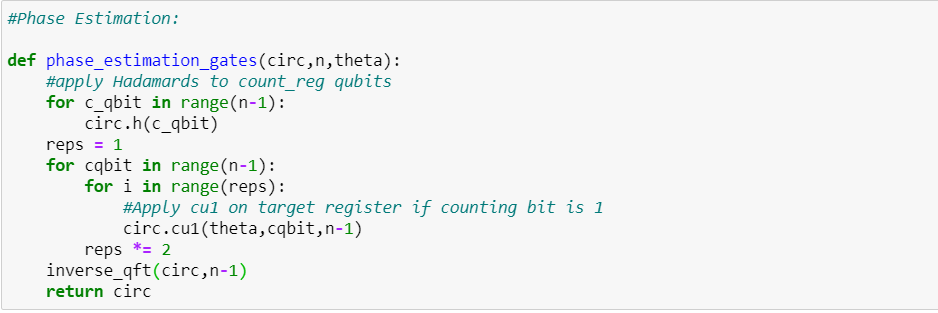 #Phase Estimation:

def phase_estimation_gates(circ,n,theta):
    #apply Hadamards to count_reg qubits
    for c_qbit in range(n-1):
        circ.h(c_qbit)
    reps = 1
    for cqbit in range(n-1):
        for i in range(reps):
            #Apply cu1 on target register if counting bit is 1
            circ.cu1(theta,cqbit,n-1)
        reps *= 2
    inverse_qft(circ,n-1)
    return circ